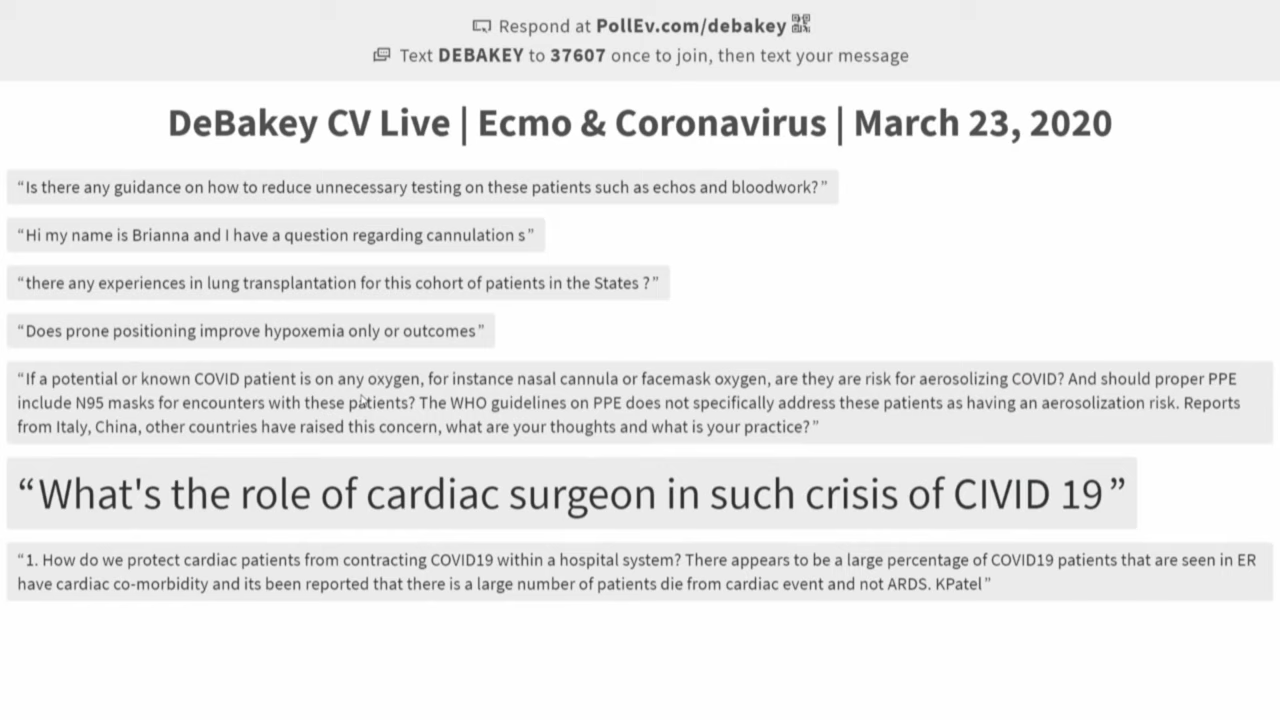 Respond at PollEv.com/debakey
Text DEBAKEY to 37607 once to join, then text your message
DeBakey CV Live | Ecmo & Coronavirus | March 23, 2020
“Is there any guidance on how to reduce unnecessary testing on these patients such as echos and bloodwork?”
“Hi my name is Brianna and I have a question regarding cannulation s”
“there any experiences in lung transplantation for this cohort of patients in the States ?”
“Does prone positioning improve hypoxemia only or outcomes”
“If a potential or known COVID patient is on any oxygen, for instance nasal cannula or facemask oxygen, are they are risk for aerosolizing COVID? And should proper PPE
include N95 masks for encounters with these patients? The WHO guidelines on PPE does not specifically address these patients as having an aerosolization risk. Reports
from Italy, China, other countries have raised this concern, what are your thoughts and what is your practice?”
“What's the role of cardiac surgeon in such crisis of CIVID 19”
“1. How do we protect cardiac patients from contracting COVID19 within a hospital system? There appears to be a large percentage of COVID19 patients that are seen in ER
have cardiac co-morbidity and its been reported that there is a large number of patients die from cardiac event and not ARDS. KPatel”